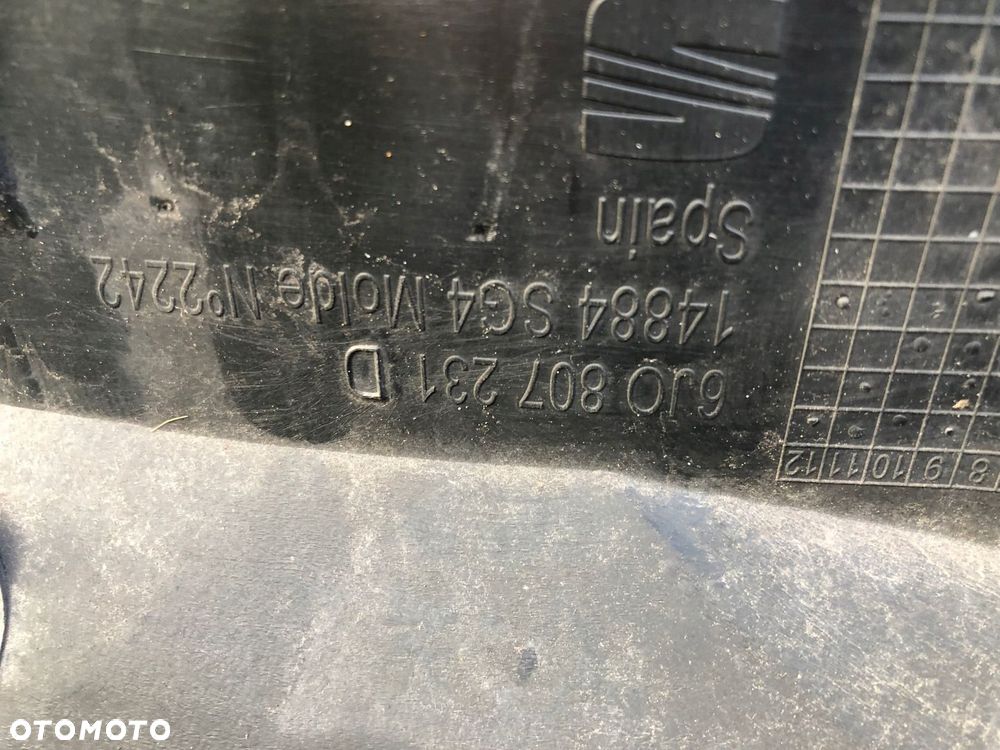 6J0 807 231 D
14884 SG4 Molde Nº2242
Spain
8 9 10 11 12
OTOMOTO